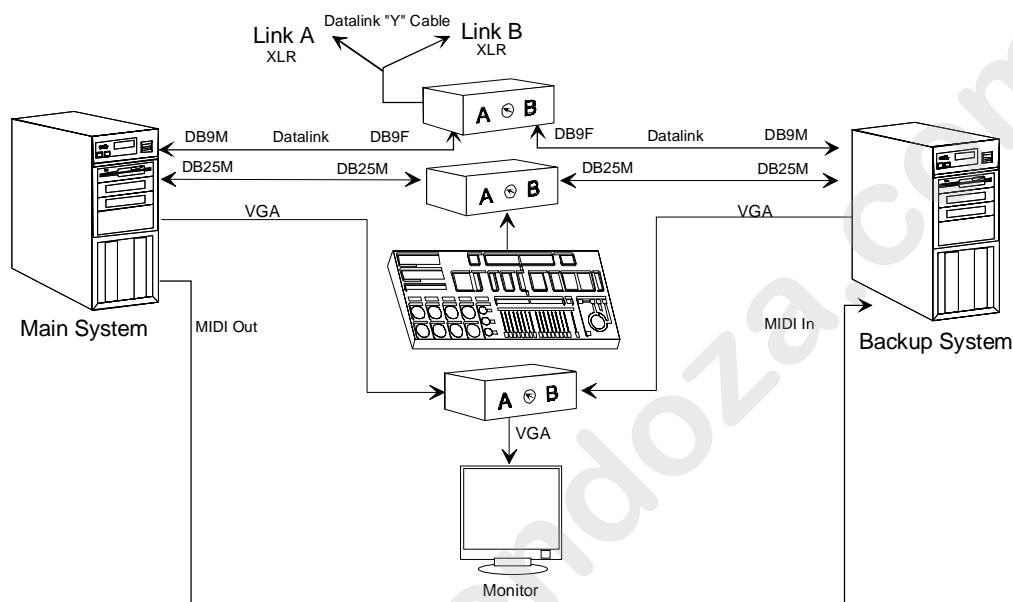 Datalink "Y" Cable
Link A
XLR
Link B
XLR
A B
DB9M Datalink DB9F
DB9F Datalink DB9M
DB25M DB25M
A B
DB25M DB25M
VGA
VGA
Main System
MIDI Out
MIDI In
Backup System
A B
VGA
Monitor